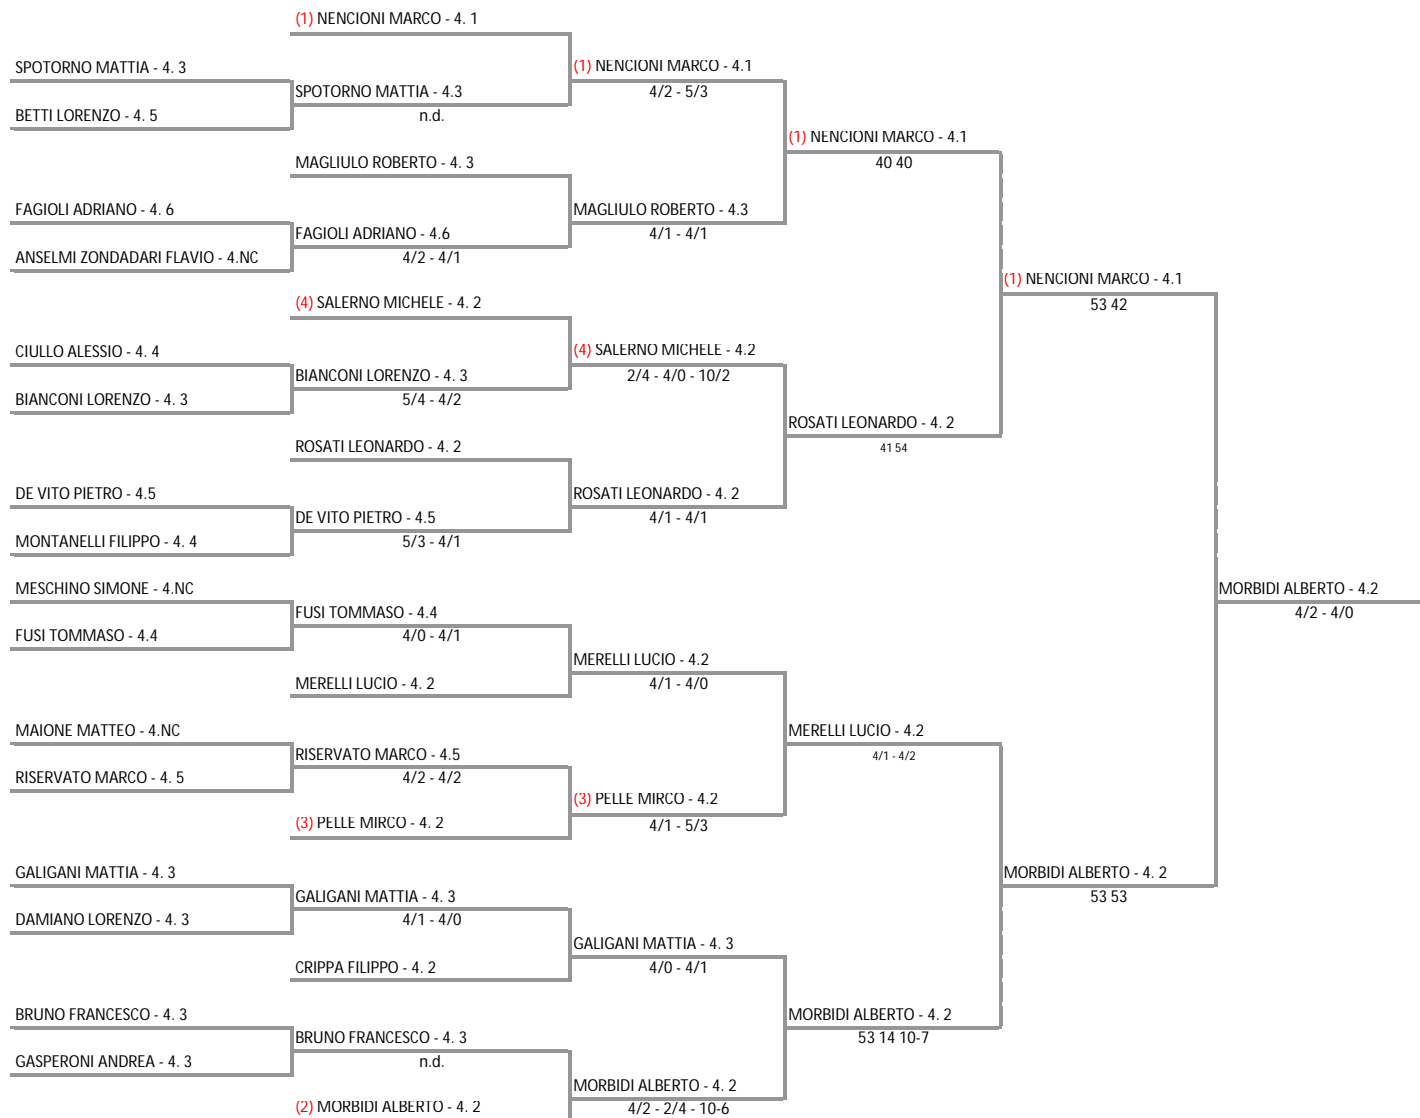 (1) NENCIONI MARCO - 4. 1
SPOTORNO MATTIA - 4. 3
(1) NENCIONI MARCO - 4.1
4/2 - 5/3
SPOTORNO MATTIA - 4.3
n.d.
BETTI LORENZO - 4. 5
(1) NENCIONI MARCO - 4.1
40 40
MAGLIULO ROBERTO - 4. 3
FAGIOLI ADRIANO - 4. 6
MAGLIULO ROBERTO - 4.3
4/1 - 4/1
FAGIOLI ADRIANO - 4.6
4/2 - 4/1
ANSELMI ZONDADARI FLAVIO - 4.NC
(1) NENCIONI MARCO - 4.1
53 42
(4) SALERNO MICHELE - 4. 2
CIULLO ALESSIO - 4. 4
(4) SALERNO MICHELE - 4.2
2/4 - 4/0 - 10/2
BIANCONI LORENZO - 4. 3
5/4 - 4/2
BIANCONI LORENZO - 4. 3
ROSATI LEONARDO - 4. 2
41 54
ROSATI LEONARDO - 4. 2
DE VITO PIETRO - 4.5
ROSATI LEONARDO - 4. 2
4/1 - 4/1
DE VITO PIETRO - 4.5
5/3 - 4/1
MONTANELLI FILIPPO - 4. 4
MESCHINO SIMONE - 4.NC
MORBIDI ALBERTO - 4.2
4/2 - 4/0
FUSI TOMMASO - 4.4
4/0 - 4/1
FUSI TOMMASO - 4.4
MERELLI LUCIO - 4.2
4/1 - 4/0
MERELLI LUCIO - 4. 2
MAIONE MATTEO - 4.NC
MERELLI LUCIO - 4.2
4/1 - 4/2
RISERVATO MARCO - 4.5
4/2 - 4/2
RISERVATO MARCO - 4. 5
(3) PELLE MIRCO - 4.2
4/1 - 5/3
(3) PELLE MIRCO - 4. 2
GALIGANI MATTIA - 4. 3
MORBIDI ALBERTO - 4. 2
53 53
GALIGANI MATTIA - 4. 3
4/1 - 4/0
DAMIANO LORENZO - 4. 3
GALIGANI MATTIA - 4. 3
4/0 - 4/1
CRIPPA FILIPPO - 4. 2
BRUNO FRANCESCO - 4. 3
MORBIDI ALBERTO - 4. 2
53 14 10-7
BRUNO FRANCESCO - 4. 3
n.d.
GASPERONI ANDREA - 4. 3
MORBIDI ALBERTO - 4. 2
4/2 - 2/4 - 10-6
(2) MORBIDI ALBERTO - 4. 2